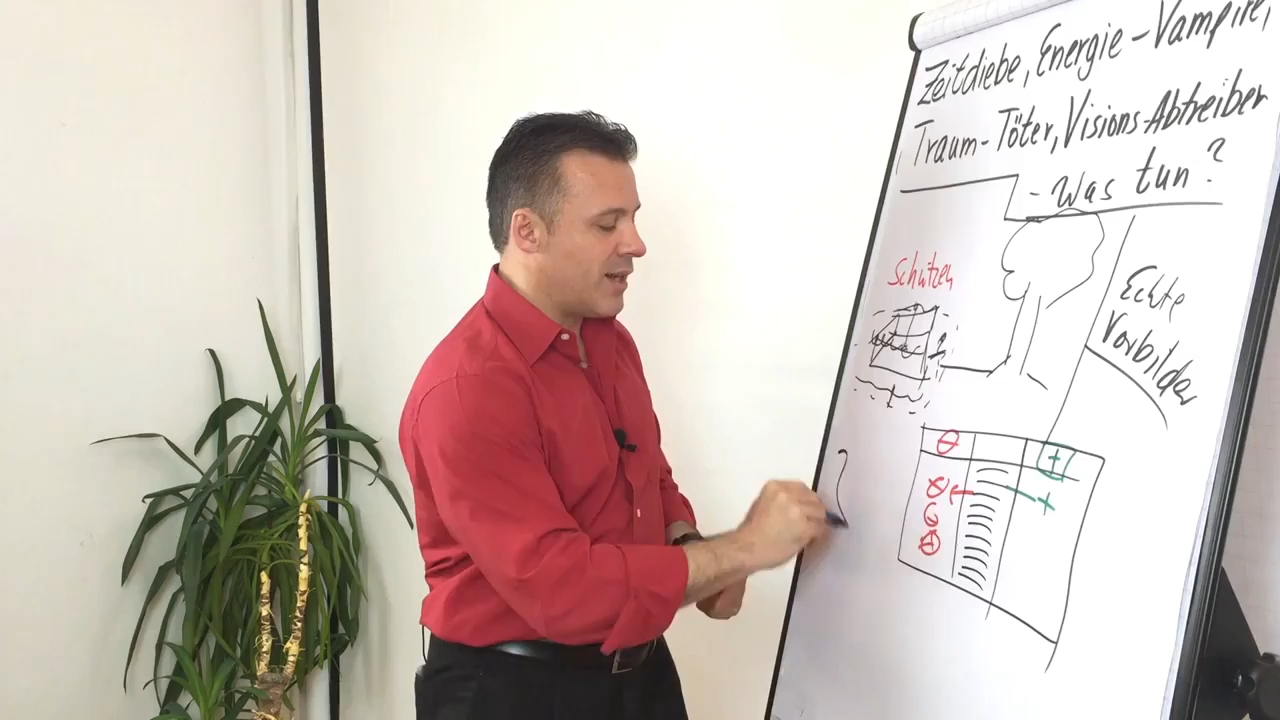 Zeitdiebe, Energie-Vampire,
Traum-Töter, Visions-Abtreiber
- Was tun?
Schützen
Echte
Vorbilder